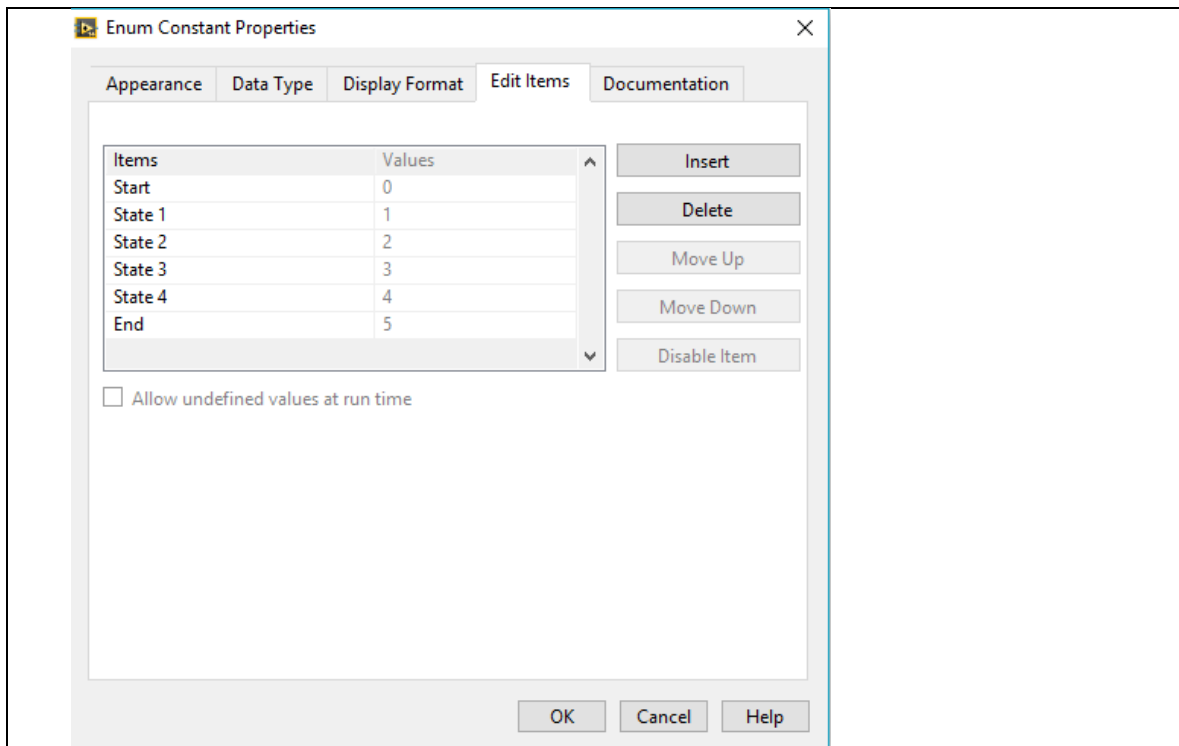 Enum Constant Properties
Appearance Data Type Display Format Edit Items Documentation
Items Values
Start 0
State 1 1
State 2 2
State 3 3
State 4 4
End 5
Insert
Delete
Move Up
Move Down
Disable Item
Allow undefined values at run time
OK Cancel Help